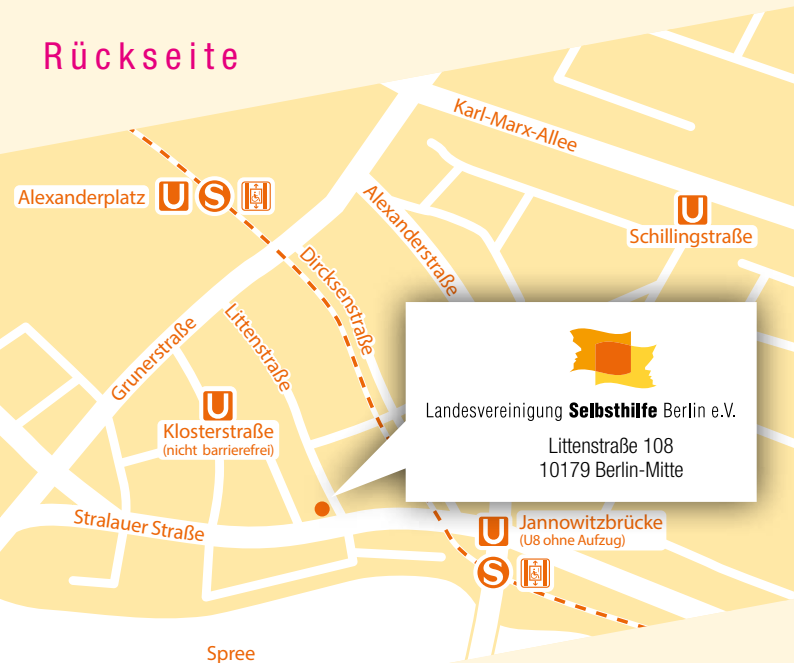 Rückseite
Karl-Marx-Allee
Alexanderplatz U S
U
Schillingstraße
Alexanderstraße
Dircksenstraße
Littenstraße
Grunerstraße
U
Klosterstraße
(nicht barrierefrei)
Landesvereinigung Selbsthilfe Berlin e.V.
Littenstraße 108
10179 Berlin-Mitte
Stralauer Straße
U Jannowitzbrücke
(U8 ohne Aufzug)
S
Spree